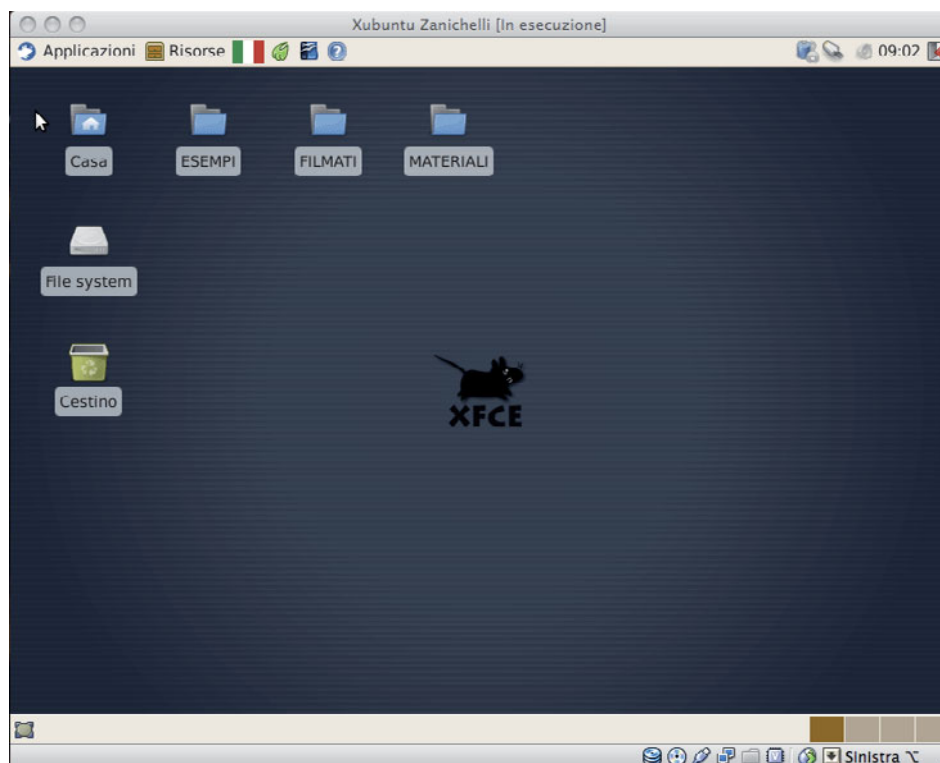 Xubuntu Zanichelli [In esecuzione]
Applicazioni Risorse 09:02
Casa ESEMPI FILMATI MATERIALI
File system
Cestino
XFCE
Sinistra ⌥